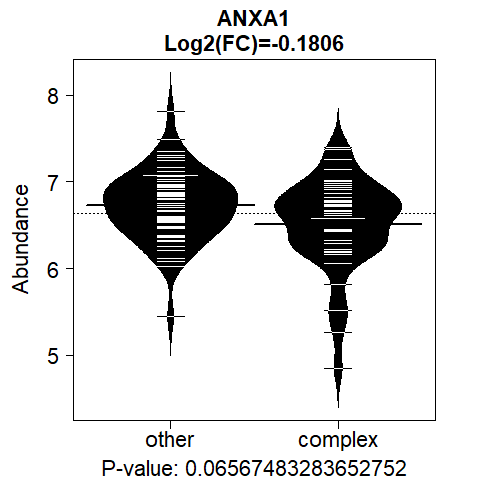 ANXA1
Log2(FC)=-0.1806
Abundance
8
7
6
5
other complex
P-value: 0.06567483283652752